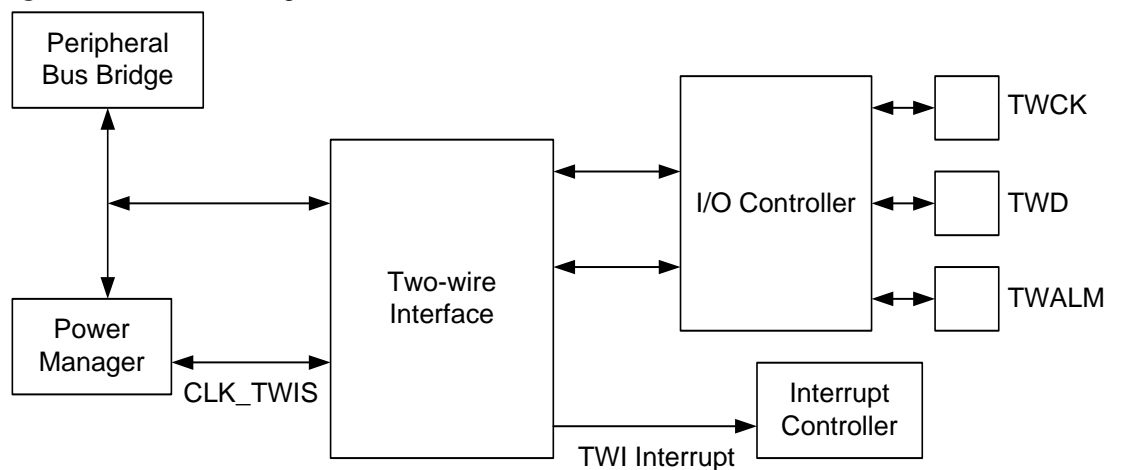 Peripheral
Bus Bridge
TWCK
I/O Controller
TWD
Two-wire
Interface
TWALM
Power
Manager
CLK_TWIS
Interrupt
Controller
TWI Interrupt